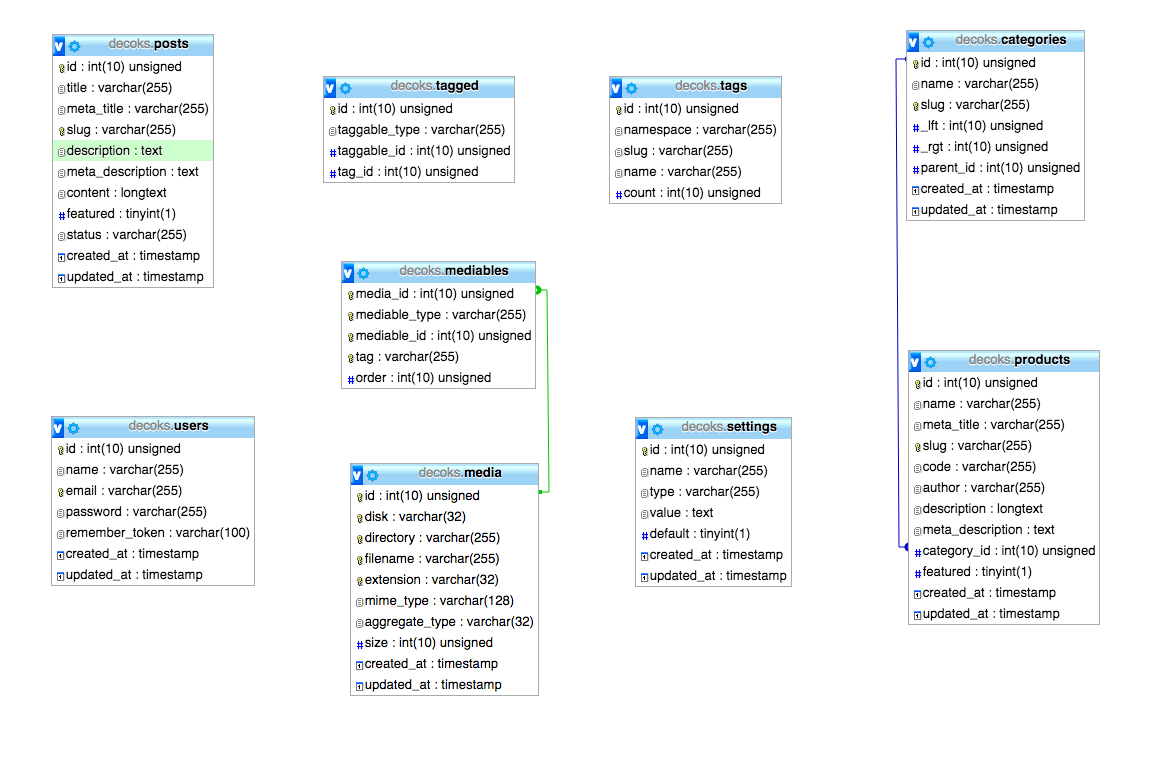 decoks.posts
id : int(10) unsigned
title : varchar(255)
meta_title : varchar(255)
slug : varchar(255)
description : text
meta_description : text
content : longtext
featured : tinyint(1)
status : varchar(255)
created_at : timestamp
updated_at : timestamp
decoks.tagged
id : int(10) unsigned
taggable_type : varchar(255)
taggable_id : int(10) unsigned
tag_id : int(10) unsigned
decoks.tags
id : int(10) unsigned
namespace : varchar(255)
slug : varchar(255)
name : varchar(255)
count : int(10) unsigned
decoks.categories
id : int(10) unsigned
name : varchar(255)
slug : varchar(255)
_lft : int(10) unsigned
_rgt : int(10) unsigned
parent_id : int(10) unsigned
created_at : timestamp
updated_at : timestamp
decoks.mediables
media_id : int(10) unsigned
mediable_type : varchar(255)
mediable_id : int(10) unsigned
tag : varchar(255)
order : int(10) unsigned
decoks.users
id : int(10) unsigned
name : varchar(255)
email : varchar(255)
password : varchar(255)
remember_token : varchar(100)
created_at : timestamp
updated_at : timestamp
decoks.media
id : int(10) unsigned
disk : varchar(32)
directory : varchar(255)
filename : varchar(255)
extension : varchar(32)
mime_type : varchar(128)
aggregate_type : varchar(32)
size : int(10) unsigned
created_at : timestamp
updated_at : timestamp
decoks.settings
id : int(10) unsigned
name : varchar(255)
type : varchar(255)
value : text
default : tinyint(1)
created_at : timestamp
updated_at : timestamp
decoks.products
id : int(10) unsigned
name : varchar(255)
meta_title : varchar(255)
slug : varchar(255)
code : varchar(255)
author : varchar(255)
description : longtext
meta_description : text
category_id : int(10) unsigned
featured : tinyint(1)
created_at : timestamp
updated_at : timestamp